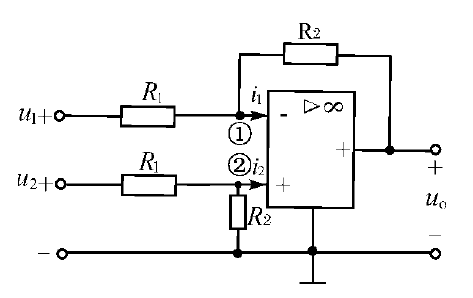 R2
R1 i1 - ▷∞
u1+
①
+ +
R1 ② i2
u2+ +
R2 uo
- -